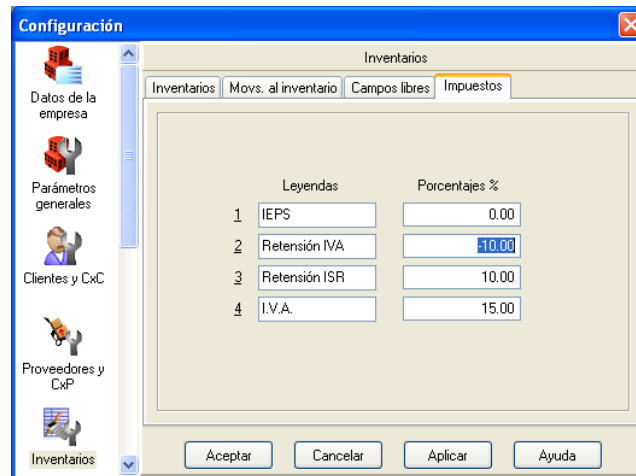 Configuración
Datos de la
empresa
Parámetros
generales
Clientes y CxC
Proveedores y
CxP
Inventarios
Inventarios
Inventarios Movs. al inventario Campos libres Impuestos
Leyendas Porcentajes %
1 IEPS 0.00
2 Retensión IVA -10.00
3 Retensión ISR 10.00
4 I.V.A. 15.00
Aceptar Cancelar Aplicar Ayuda